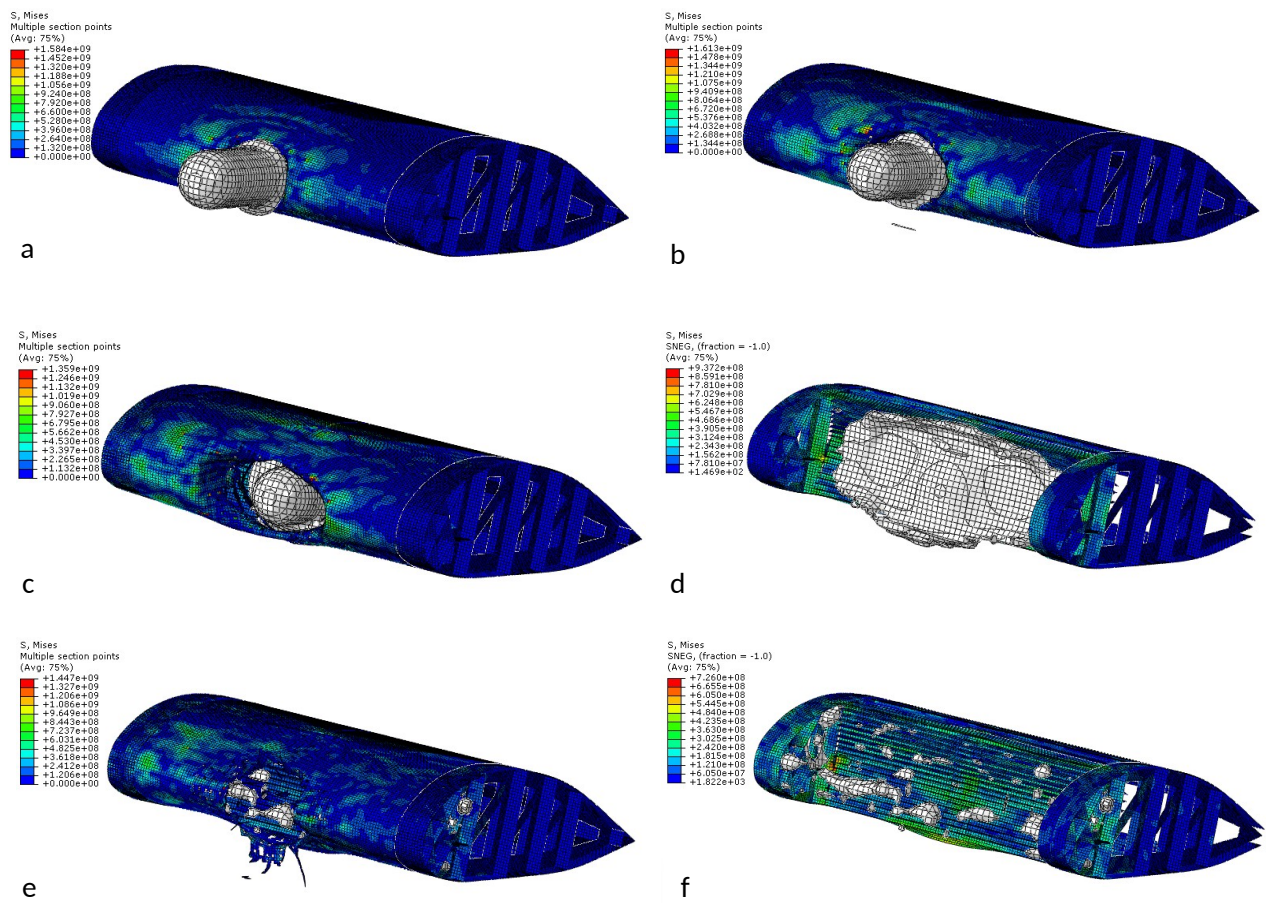 S, Mises
Multiple section points
(Avg: 75%)
+1.584e+09
+1.452e+09
+1.320e+09
+1.188e+09
+1.056e+09
+9.240e+08
+7.920e+08
+6.600e+08
+5.280e+08
+3.960e+08
+2.640e+08
+1.320e+08
+0.000e+00
a
S, Mises
Multiple section points
(Avg: 75%)
+1.613e+09
+1.478e+09
+1.344e+09
+1.210e+09
+1.075e+09
+9.409e+08
+8.064e+08
+6.720e+08
+5.376e+08
+4.032e+08
+2.688e+08
+1.344e+08
+0.000e+00
b
S, Mises
Multiple section points
(Avg: 75%)
+1.359e+09
+1.246e+09
+1.132e+09
+1.019e+09
+9.060e+08
+7.927e+08
+6.795e+08
+5.662e+08
+4.530e+08
+3.397e+08
+2.265e+08
+1.132e+08
+0.000e+00
c
S, Mises
SNEG, (fraction = -1.0)
(Avg: 75%)
+9.372e+08
+8.591e+08
+7.810e+08
+7.029e+08
+6.248e+08
+5.467e+08
+4.686e+08
+3.905e+08
+3.124e+08
+2.343e+08
+1.562e+08
+7.810e+07
+1.469e+02
d
S, Mises
Multiple section points
(Avg: 75%)
+1.447e+09
+1.327e+09
+1.206e+09
+1.086e+09
+9.649e+08
+8.443e+08
+7.237e+08
+6.031e+08
+4.825e+08
+3.618e+08
+2.412e+08
+1.206e+08
+0.000e+00
e
S, Mises
SNEG, (fraction = -1.0)
(Avg: 75%)
+7.260e+08
+6.655e+08
+6.050e+08
+5.445e+08
+4.840e+08
+4.235e+08
+3.630e+08
+3.025e+08
+2.420e+08
+1.815e+08
+1.210e+08
+6.050e+07
+1.822e+03
f